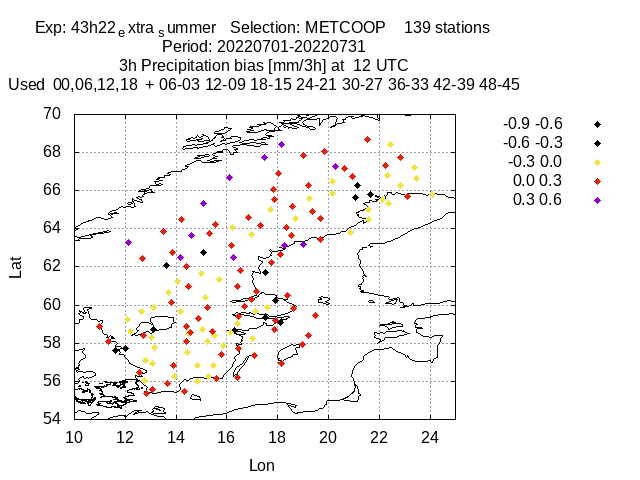 Exp: 43h22 e xtra s ummer   Selection: METCOOP    139 stations
Period: 20220701-20220731
3h Precipitation bias [mm/3h] at  12 UTC
Used  00,06,12,18  + 06-03 12-09 18-15 24-21 30-27 36-33 42-39 48-45
-0.9 -0.6
-0.6 -0.3
-0.3 0.0
0.0 0.3
0.3 0.6
70
68
66
64
62
60
58
56
54
Lat
10 12 14 16 18 20 22 24
Lon